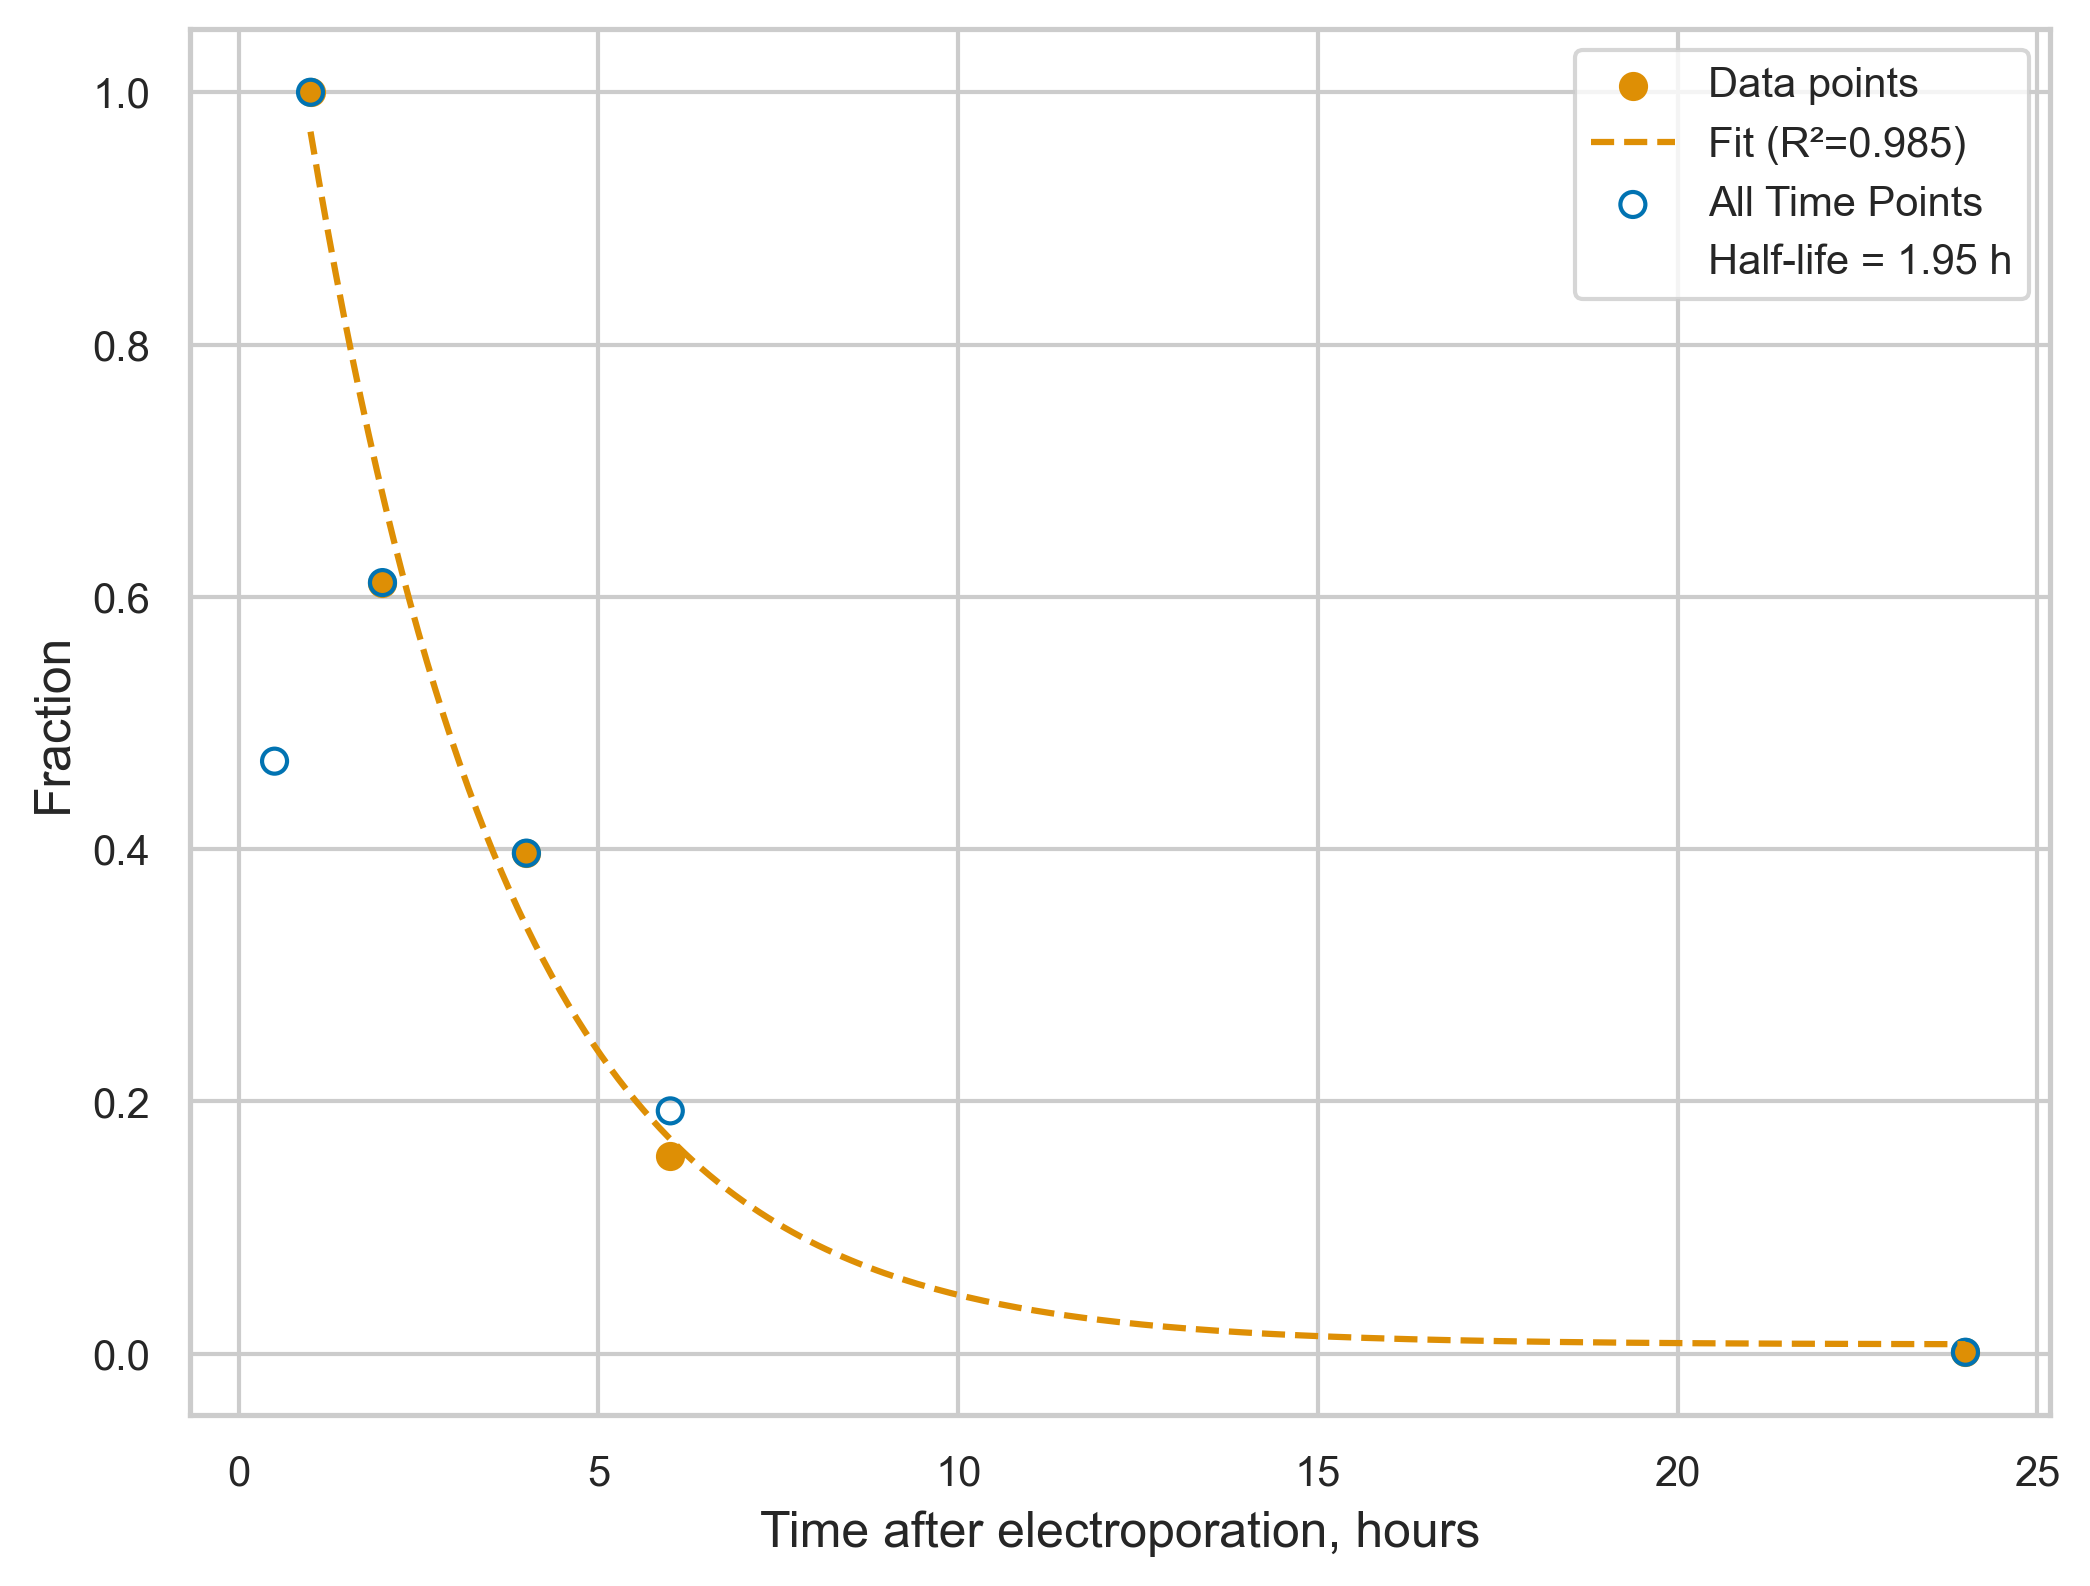 1.0
0.8
0.6
0.4
0.2
0.0
Fraction
0 5 10 15 20 25
Time after electroporation, hours
Data points
Fit (R²=0.985)
All Time Points
Half-life = 1.95 h